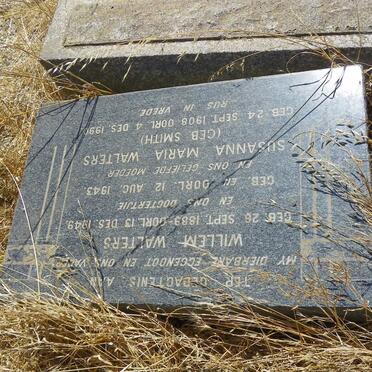 TER GEDAGTENIS AAN
MY DIERBARE EGGENOOT EN ONS
WILLEM WALTERS
GEB. 26 SEPT. 1889-OORL. 13 DES. 1949
EN ONS DOGTERTJIE
GEB EN OORL. 12 AUG. 1943
EN ONS GELIEFDE MOEDER
SUSANNA MARIA WALTERS
(GEB SMITH)
GEB. 24 SEPT. 1908 OORL. 4 DES.
RUS IN VREDE